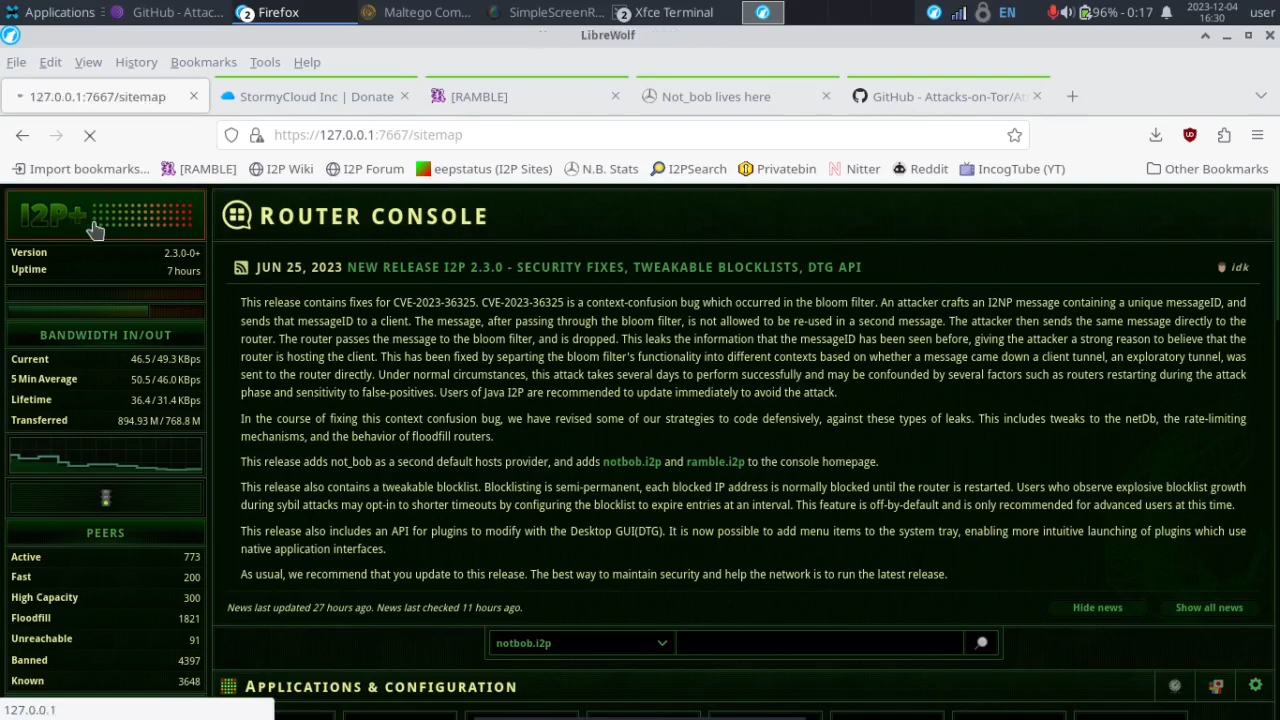 Applications
GitHub - Attac...
2 Firefox
Maltego Com...
SimpleScreenR...
2 Xfce Terminal
EN
96% - 0:17
2023-12-04
16:30
user
LibreWolf
File Edit View History Bookmarks Tools Help
127.0.0.1:7667/sitemap
StormyCloud Inc | Donate
[RAMBLE]
Not_bob lives here
GitHub - Attacks-on-Tor/At
https://127.0.0.1:7667/sitemap
Import bookmarks... [RAMBLE] I2P Wiki I2P Forum eepstatus (I2P Sites) N.B. Stats I2PSearch Privatebin Nitter Reddit IncogTube (YT) Other Bookmarks
I2P+
Version 2.3.0-0+
Uptime 7 hours
BANDWIDTH IN/OUT
Current 46.5 / 49.3 KBps
5 Min Average 50.5 / 46.0 KBps
Lifetime 36.4 / 31.4 KBps
Transferred 894.93 M / 768.8 M
PEERS
Active 773
Fast 200
High Capacity 300
Floodfill 1821
Unreachable 91
Banned 4397
Known 3648
127.0.0.1
ROUTER CONSOLE
JUN 25, 2023 NEW RELEASE I2P 2.3.0 - SECURITY FIXES, TWEAKABLE BLOCKLISTS, DTG API
idk
This release contains fixes for CVE-2023-36325. CVE-2023-36325 is a context-confusion bug which occurred in the bloom filter. An attacker crafts an I2NP message containing a unique messageID, and
sends that messageID to a client. The message, after passing through the bloom filter, is not allowed to be re-used in a second message. The attacker then sends the same message directly to the
router. The router passes the message to the bloom filter, and is dropped. This leaks the information that the messageID has been seen before, giving the attacker a strong reason to believe that the
router is hosting the client. This has been fixed by separting the bloom filter's functionality into different contexts based on whether a message came down a client tunnel, an exploratory tunnel, was
sent to the router directly. Under normal circumstances, this attack takes several days to perform successfully and may be confounded by several factors such as routers restarting during the attack
phase and sensitivity to false-positives. Users of Java I2P are recommended to update immediately to avoid the attack.
In the course of fixing this context confusion bug, we have revised some of our strategies to code defensively, against these types of leaks. This includes tweaks to the netDb, the rate-limiting
mechanisms, and the behavior of floodfill routers.
This release adds not_bob as a second default hosts provider, and adds notbob.i2p and ramble.i2p to the console homepage.
This release also contains a tweakable blocklist. Blocklisting is semi-permanent, each blocked IP address is normally blocked until the router is restarted. Users who observe explosive blocklist growth
during sybil attacks may opt-in to shorter timeouts by configuring the blocklist to expire entries at an interval. This feature is off-by-default and is only recommended for advanced users at this time.
This release also includes an API for plugins to modify with the Desktop GUI(DTG). It is now possible to add menu items to the system tray, enabling more intuitive launching of plugins which use
native application interfaces.
As usual, we recommend that you update to this release. The best way to maintain security and help the network is to run the latest release.
News last updated 27 hours ago. News last checked 11 hours ago.
Hide news
Show all news
notbob.i2p
APPLICATIONS & CONFIGURATION